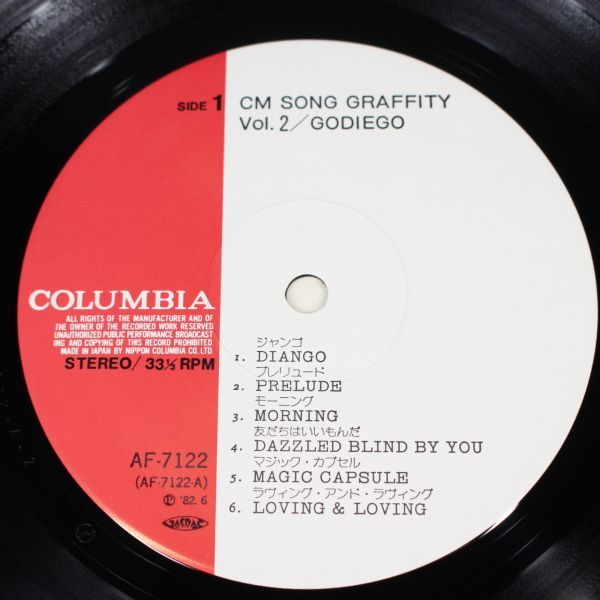 SIDE 1
CM SONG GRAFFITY
Vol. 2/GODIEGO
COLUMBIA
ALL RIGHTS OF THE MANUFACTURER AND OF
THE OWNER OF THE RECORDED WORK RESERVED
UNAUTHORIZED PUBLIC PERFORMANCE BROADCAST
ING AND COPYING OF THIS RECORD PROHIBITED
MADE IN JAPAN BY NIPPON COLUMBIA CO. LTD.
STEREO/33⅓ RPM
AF-7122
(AF-7122-A)
Ⓟ '82. 6
ジャンゴ
1. DIANGO
プレリュード
2. PRELUDE
モーニング
3. MORNING
友だちはいいもんだ
4. DAZZLED BLIND BY YOU
マジック・カプセル
5. MAGIC CAPSULE
ラヴィング・アンド・ラヴィング
6. LOVING & LOVING